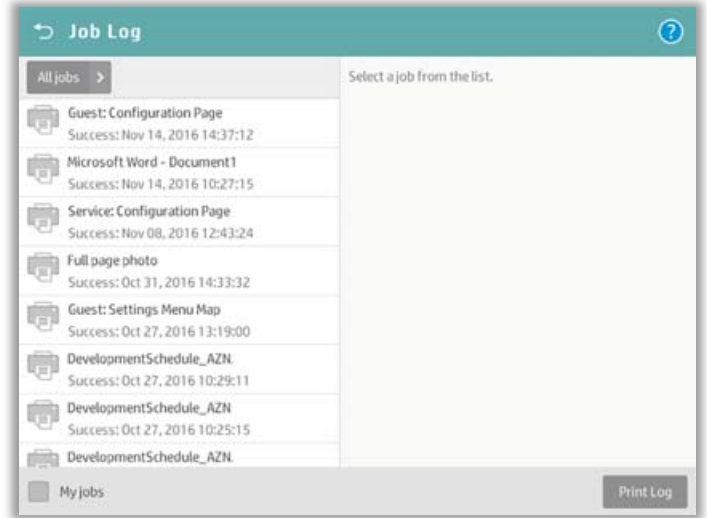 Job Log
?
All jobs >
Select a job from the list.
Guest: Configuration Page
Success: Nov 14, 2016 14:37:12
Microsoft Word - Document1
Success: Nov 14, 2016 10:27:15
Service: Configuration Page
Success: Nov 08, 2016 12:43:24
Full page photo
Success: Oct 31, 2016 14:33:32
Guest: Settings Menu Map
Success: Oct 27, 2016 13:19:00
DevelopmentSchedule_AZN.
Success: Oct 27, 2016 10:29:11
DevelopmentSchedule_AZN
Success: Oct 27, 2016 10:25:15
DevelopmentSchedule_AZN.
My jobs
Print Log